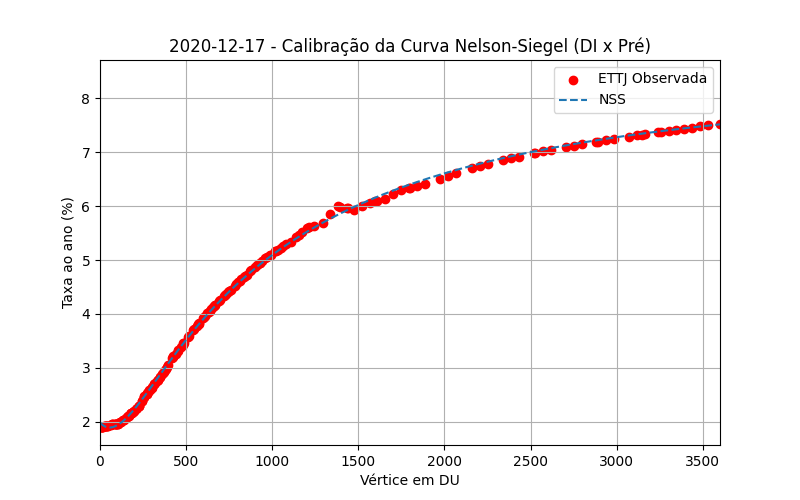 2020-12-17 - Calibração da Curva Nelson-Siegel (DI x Pré)
ETTJ Observada
NSS
Taxa ao ano (%)
8
7
6
5
4
3
2
0 500 1000 1500 2000 2500 3000 3500
Vértice em DU